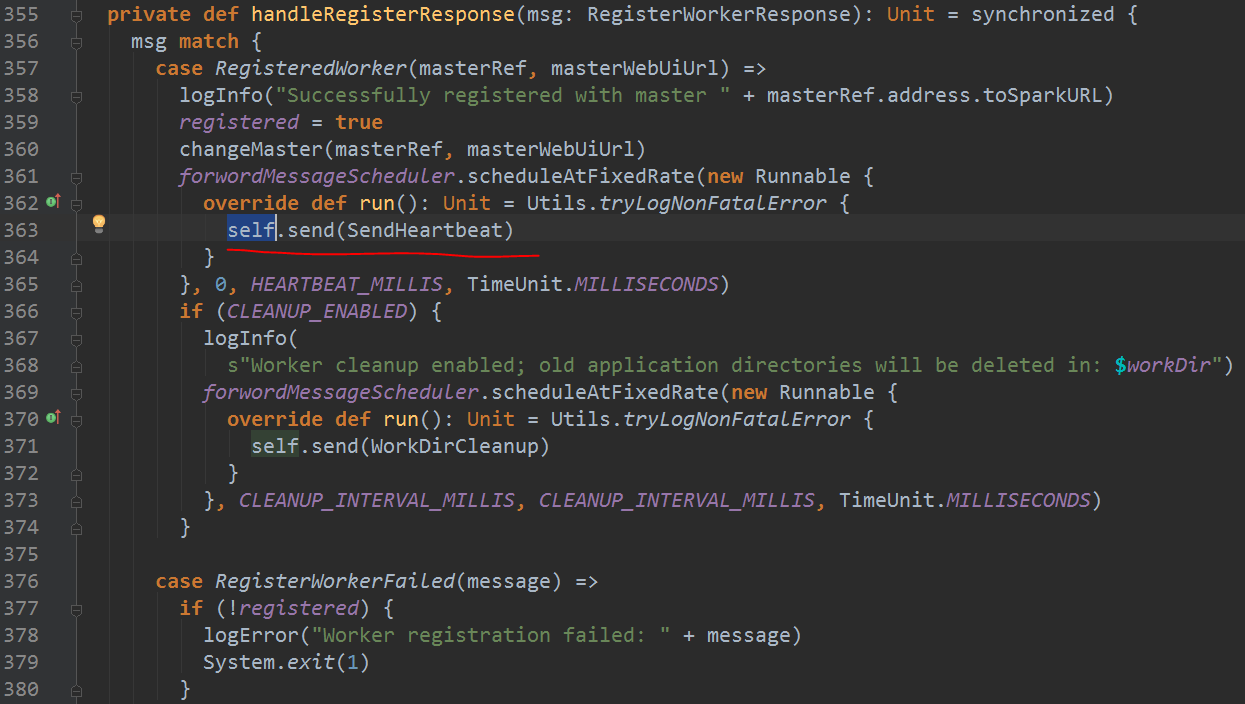 355 private def handleRegisterResponse(msg: RegisterWorkerResponse): Unit = synchronized {
356 msg match {
357 case RegisteredWorker(masterRef, masterWebUiUrl) =>
358 logInfo("Successfully registered with master " + masterRef.address.toSparkURL)
359 registered = true
360 changeMaster(masterRef, masterWebUiUrl)
361 forwordMessageScheduler.scheduleAtFixedRate(new Runnable {
362 override def run(): Unit = Utils.tryLogNonFatalError {
363 self.send(SendHeartbeat)
364 }
365 }, 0, HEARTBEAT_MILLIS, TimeUnit.MILLISECONDS)
366 if (CLEANUP_ENABLED) {
367 logInfo(
368 s"Worker cleanup enabled; old application directories will be deleted in: $workDir")
369 forwordMessageScheduler.scheduleAtFixedRate(new Runnable {
370 override def run(): Unit = Utils.tryLogNonFatalError {
371 self.send(WorkDirCleanup)
372 }
373 }, CLEANUP_INTERVAL_MILLIS, CLEANUP_INTERVAL_MILLIS, TimeUnit.MILLISECONDS)
374 }
375
376 case RegisterWorkerFailed(message) =>
377 if (!registered) {
378 logError("Worker registration failed: " + message)
379 System.exit(1)
380 }